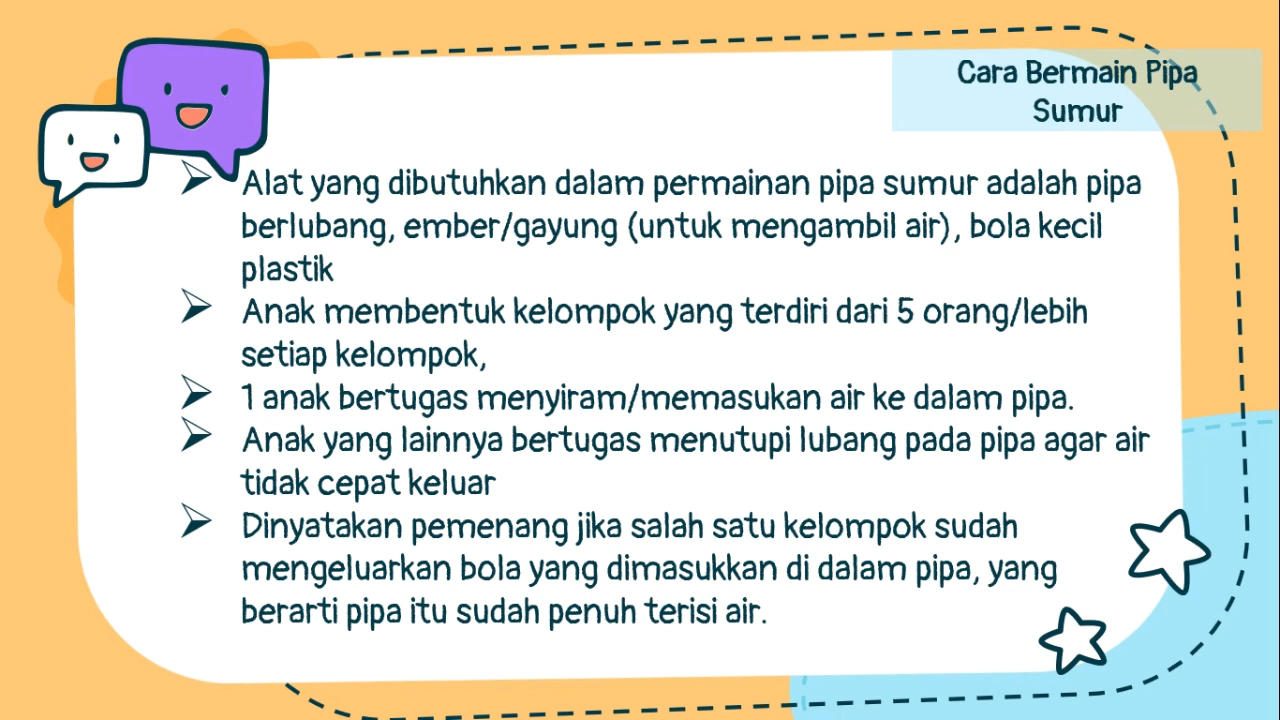 Cara Bermain Pipa
Sumur
Alat yang dibutuhkan dalam permainan pipa sumur adalah pipa
berlubang, ember/gayung (untuk mengambil air), bola kecil
plastik
Anak membentuk kelompok yang terdiri dari 5 orang/lebih
setiap kelompok,
1 anak bertugas menyiram/memasukan air ke dalam pipa.
Anak yang lainnya bertugas menutupi lubang pada pipa agar air
tidak cepat keluar
Dinyatakan pemenang jika salah satu kelompok sudah
mengeluarkan bola yang dimasukkan di dalam pipa, yang
berarti pipa itu sudah penuh terisi air.